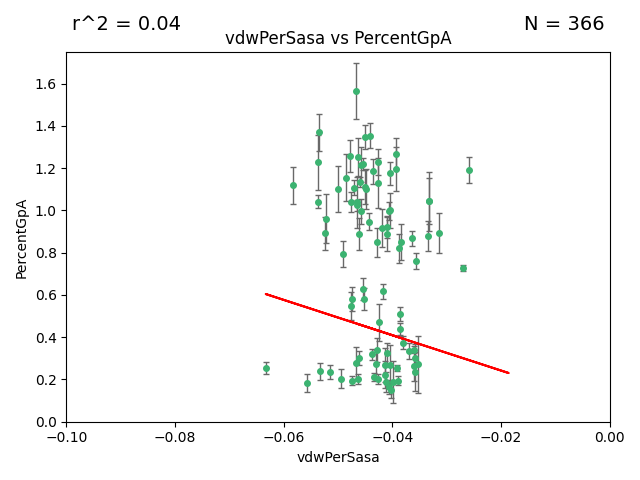 r^2 = 0.04
N = 366
vdwPerSasa vs PercentGpA
PercentGpA
1.6
1.4
1.2
1.0
0.8
0.6
0.4
0.2
0.0
−0.10 −0.08 −0.06 −0.04 −0.02 0.00
vdwPerSasa